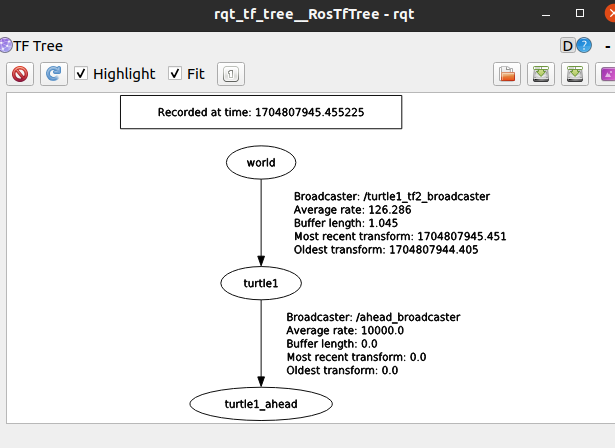 rqt_tf_tree__RosTfTree - rqt
TF Tree
D ? -
Highlight Fit
Recorded at time: 1704807945.455225
world
Broadcaster: /turtle1_tf2_broadcaster
Average rate: 126.286
Buffer length: 1.045
Most recent transform: 1704807945.451
Oldest transform: 1704807944.405
turtle1
Broadcaster: /ahead_broadcaster
Average rate: 10000.0
Buffer length: 0.0
Most recent transform: 0.0
Oldest transform: 0.0
turtle1_ahead